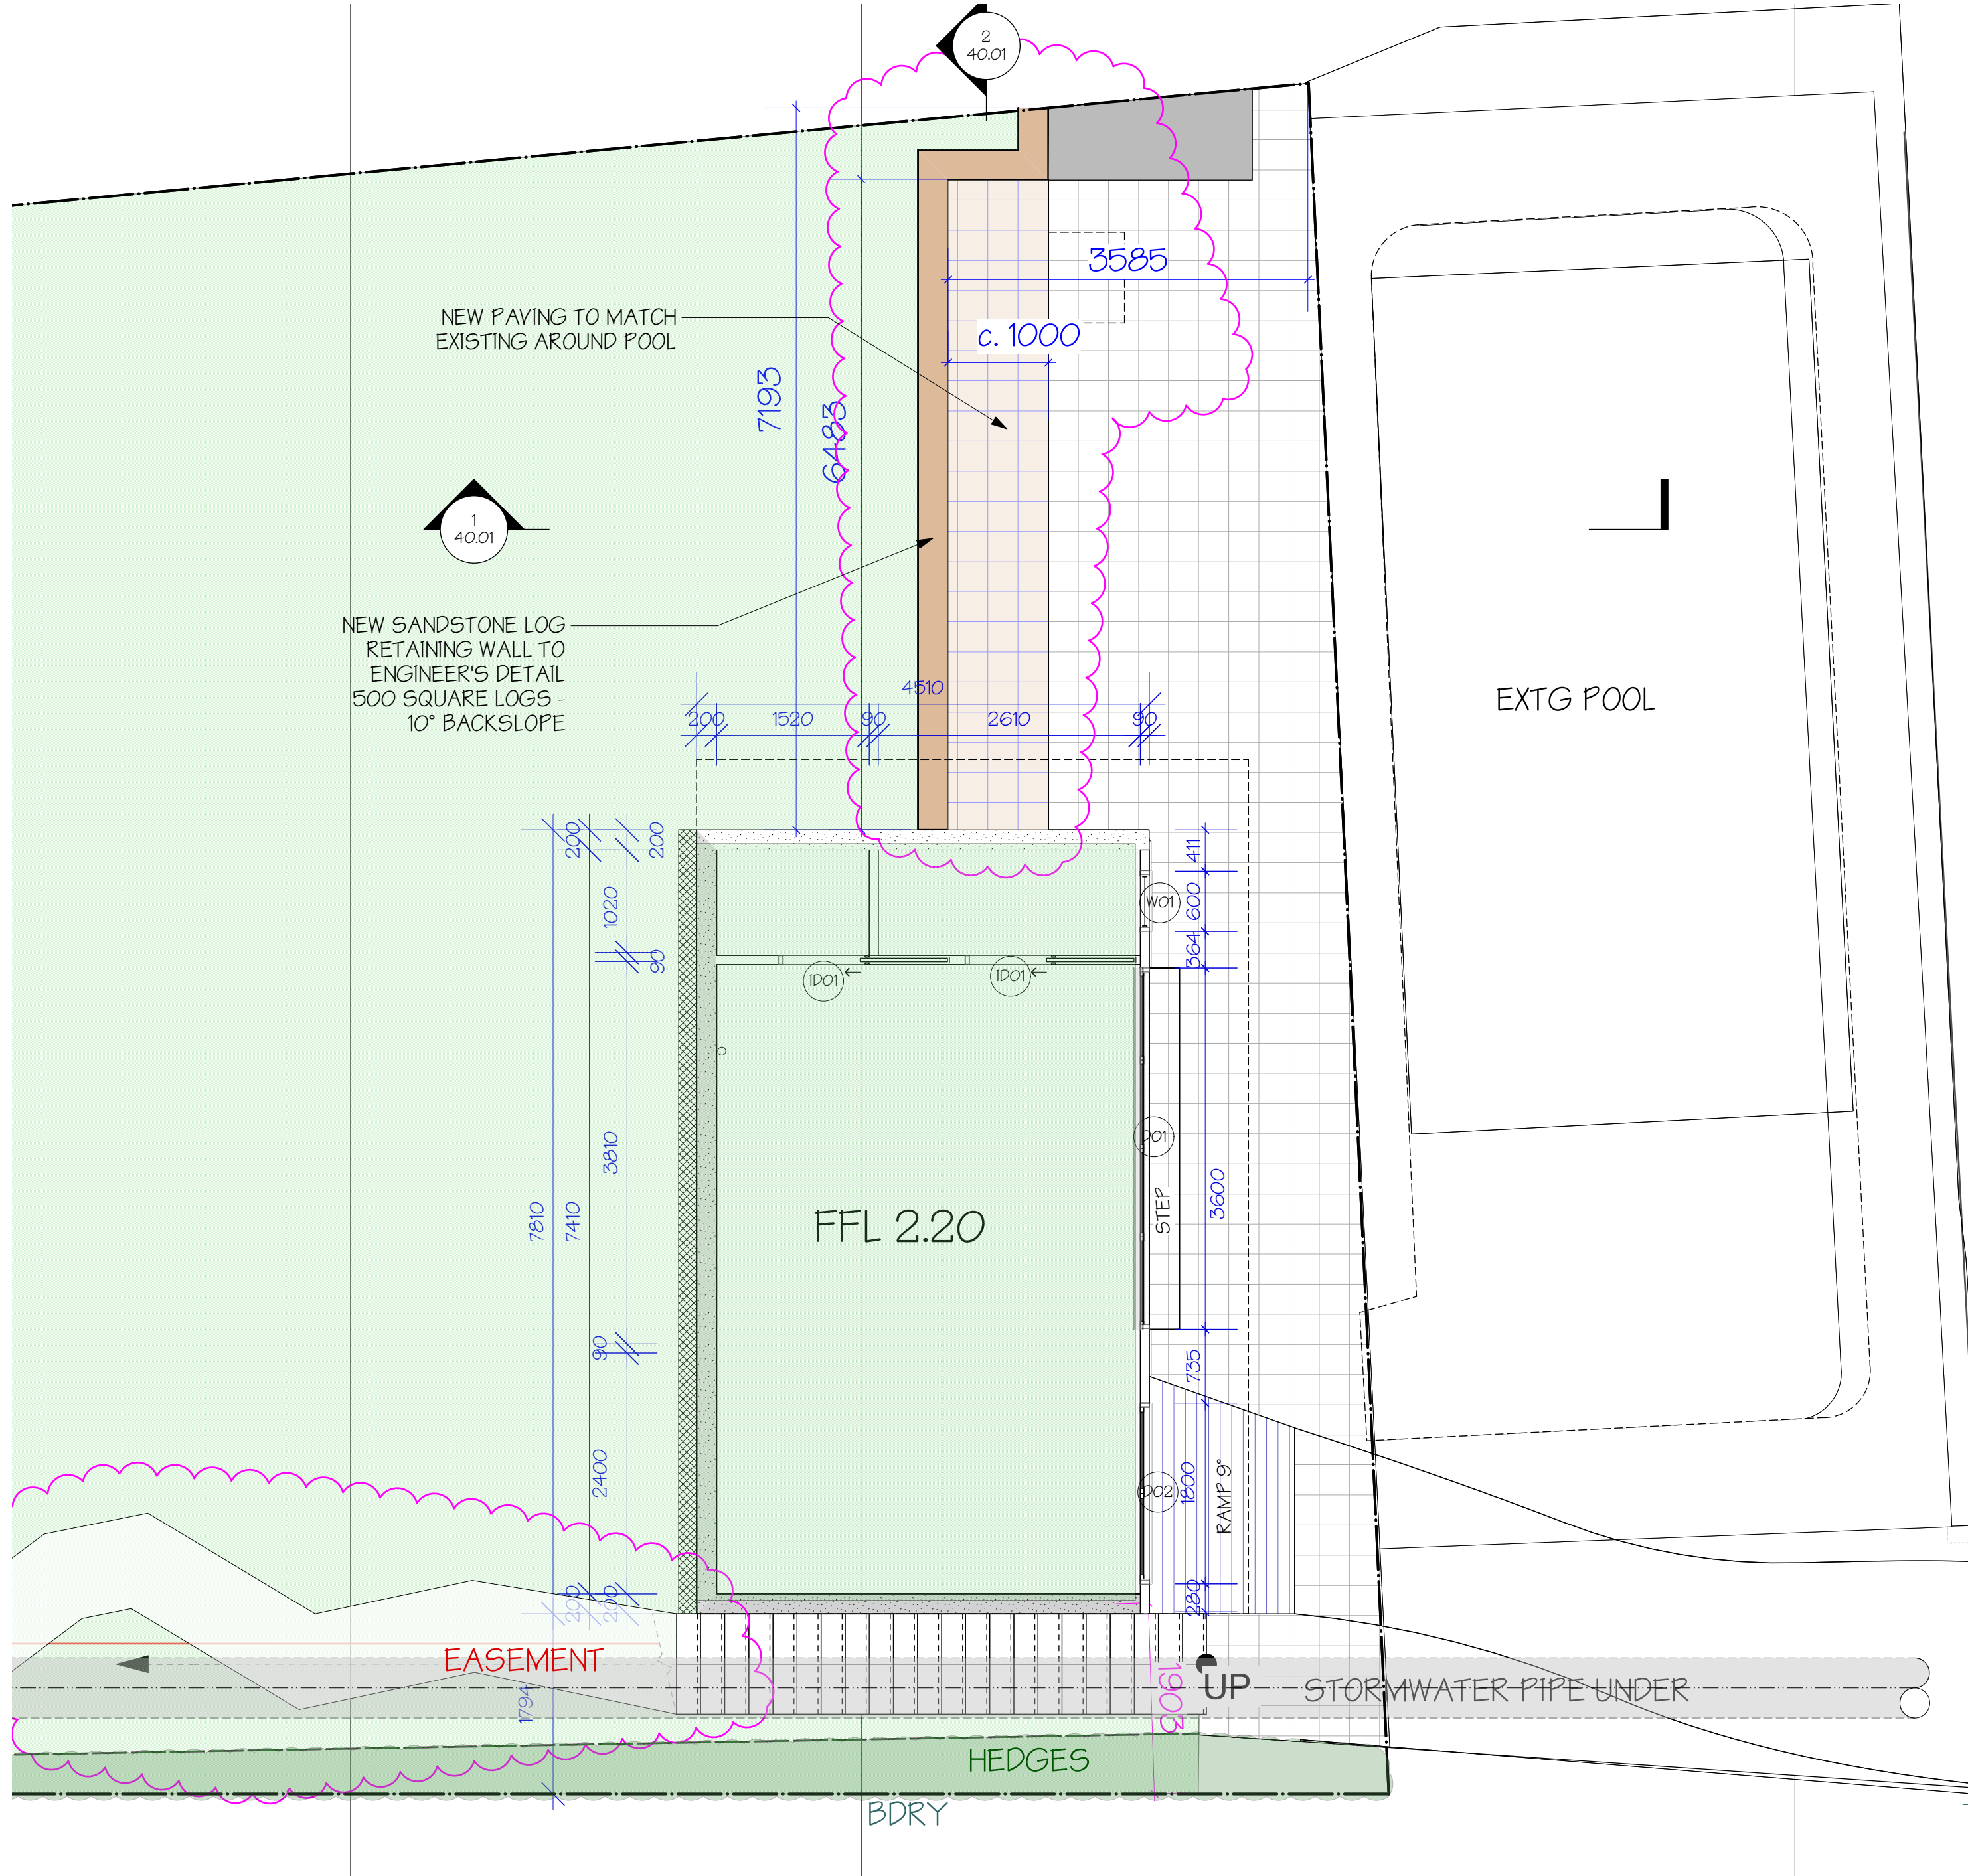 2
40.01
3585
NEW PAVING TO MATCH
EXISTING AROUND POOL
c. 1000
7193
6483
1
40.01
NEW SANDSTONE LOG
RETAINING WALL TO
ENGINEER'S DETAIL
500 SQUARE LOGS -
10° BACKSLOPE
EXTG POOL
4510
200
1520
90
2610
90
200
200
411
1020
W01
600
90
364
1D01
1D01
D01
3810
7810
7410
STEP
3600
FFL 2.20
90
735
2400
D02
1800
RAMP 9°
200
200
280
EASEMENT
1794
1603
UP
STORMWATER PIPE UNDER
HEDGES
BDRY